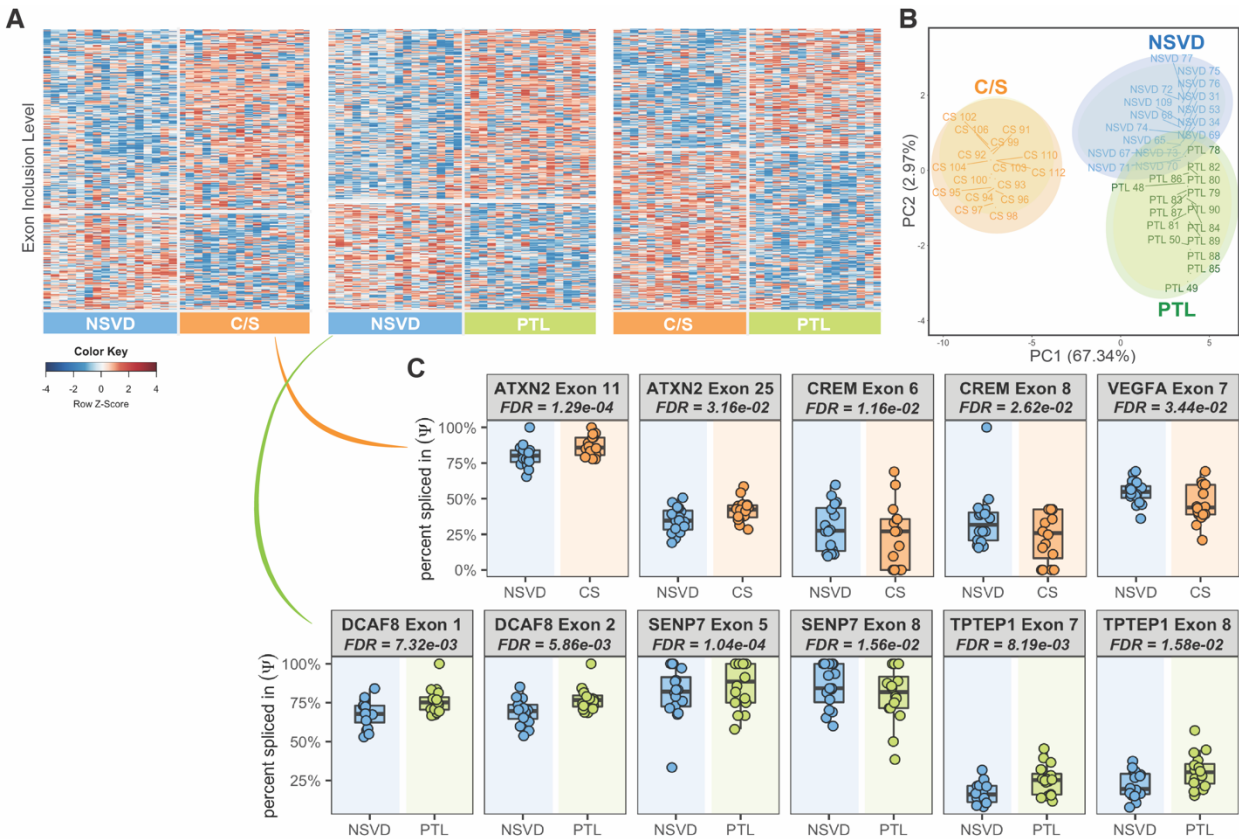 A
Exon Inclusion Level
NSVD
C/S
NSVD
PTL
C/S
PTL
Color Key
-4 -2 0 2 4
Row Z-Score
B
NSVD
NSVD 77
NSVD 75
NSVD 76
NSVD 72
NSVD 31
NSVD 109
NSVD 53
NSVD 68
NSVD 34
NSVD 74
NSVD 69
NSVD 65
NSVD 67
PTL 78
NSVD 71
NSVD 70
C/S
CS 102
CS 106
CS 91
CS 99
CS 92
CS 110
CS 104
CS 103
CS 112
CS 100
CS 93
CS 95
CS 94
CS 96
CS 97
CS 98
PTL 82
PTL 86
PTL 80
PTL 48
PTL 79
PTL 83
PTL 87
PTL 90
PTL 81
PTL 84
PTL 50
PTL 89
PTL 88
PTL 85
PTL 49
PTL
PC2 (2.97%)
2
0
-2
-4
-10 -5 0 5
PC1 (67.34%)
C
ATXN2 Exon 11
FDR = 1.29e-04
ATXN2 Exon 25
FDR = 3.16e-02
CREM Exon 6
FDR = 1.16e-02
CREM Exon 8
FDR = 2.62e-02
VEGFA Exon 7
FDR = 3.44e-02
percent spliced in (Ψ)
100%
75%
50%
25%
0%
NSVD CS
NSVD CS
NSVD CS
NSVD CS
NSVD CS
DCAF8 Exon 1
FDR = 7.32e-03
DCAF8 Exon 2
FDR = 5.86e-03
SENP7 Exon 5
FDR = 1.04e-04
SENP7 Exon 8
FDR = 1.56e-02
TPTEP1 Exon 7
FDR = 8.19e-03
TPTEP1 Exon 8
FDR = 1.58e-02
percent spliced in (Ψ)
100%
75%
50%
25%
NSVD PTL
NSVD PTL
NSVD PTL
NSVD PTL
NSVD PTL
NSVD PTL